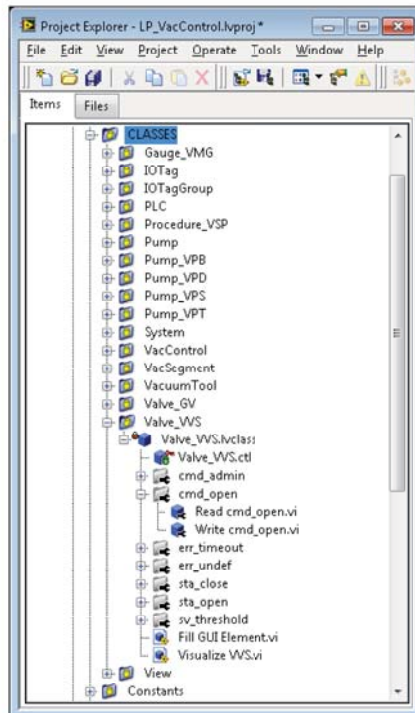 Project Explorer - LP_VacControl.lvproj *
File Edit View Project Operate Tools Window Help
Items Files
CLASSES
Gauge_VMG
IOTag
IOTagGroup
PLC
Procedure_VSP
Pump
Pump_VPB
Pump_VPD
Pump_VPS
Pump_VPT
System
VacControl
VacSegment
VacuumTool
Valve_GV
Valve_VVS
Valve_VVS.lvclass
Valve_VVS.ctl
cmd_admin
cmd_open
Read cmd_open.vi
Write cmd_open.vi
err_timeout
err_undef
sta_close
sta_open
sv_threshold
Fill GUI Element.vi
Visualize VVS.vi
View
Constants